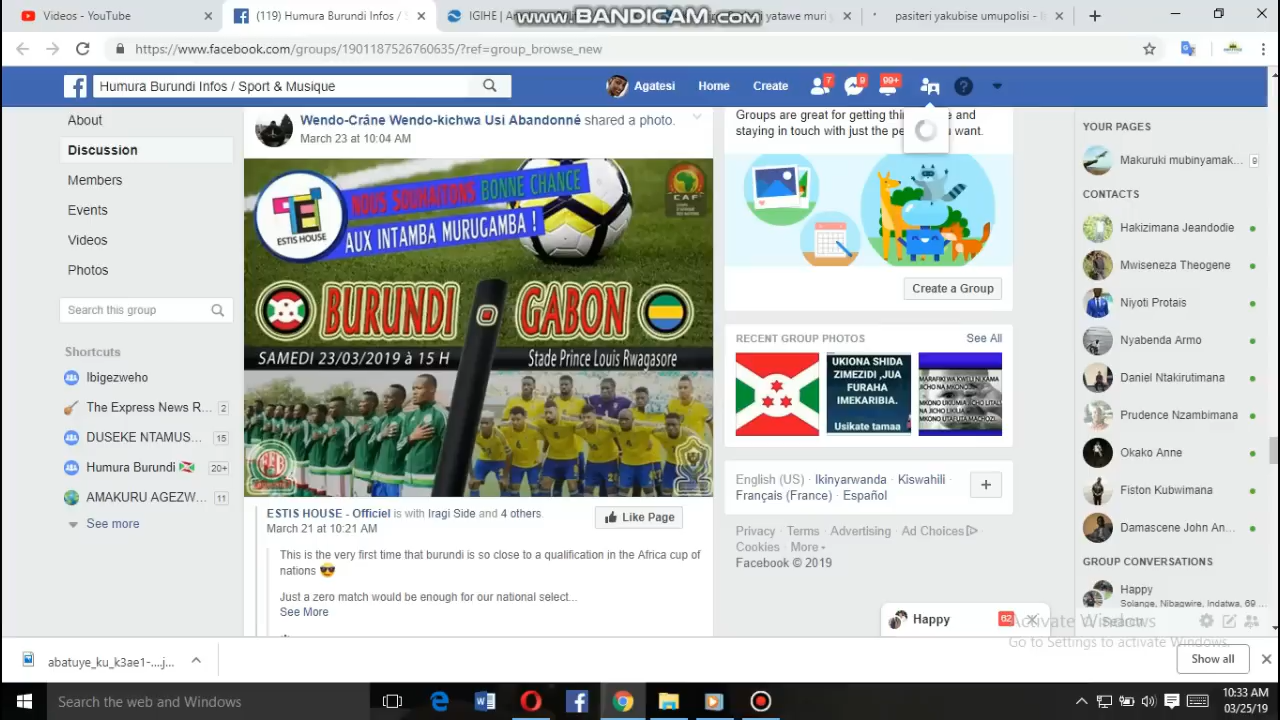 Videos - YouTube
(119) Humura Burundi Infos / S
IGIHE | A
www.BANDICAM.com
yatawe muri y
pasiteri yakubise umupolisi - I
https://www.facebook.com/groups/1901187526760635/?ref=group_browse_new
Humura Burundi Infos / Sport & Musique
Agatesi
Home
Create
7
9
99+
About
Discussion
Members
Events
Videos
Photos
Search this group
Shortcuts
Ibigezweho
The Express News R... 2
DUSEKE NTAMUS... 15
Humura Burundi 20+
AMAKURU AGEZW... 11
See more
Wendo-Crâne Wendo-kichwa Usi Abandonné shared a photo.
March 23 at 10:04 AM
ESTIS HOUSE
NOUS SOUHAITONS BONNE CHANCE
AUX INTAMBA MURUGAMBA !
CAF
BURUNDI
GABON
SAMEDI 23/03/2019 à 15 H
Stade Prince Louis Rwagasore
ESTIS HOUSE - Officiel is with Iragi Side and 4 others.
March 21 at 10:21 AM
Like Page
This is the very first time that burundi is so close to a qualification in the Africa cup of
nations 😎
Just a zero match would be enough for our national select...
See More
Groups are great for getting thi
e and
staying in touch with just the pe
want.
Create a Group
RECENT GROUP PHOTOS
See All
UKIONA SHIDA
ZIMEZIDI ,JUA
FURAHA
IMEKARIBIA.
Usikate tamaa
English (US) · Ikinyarwanda · Kiswahili ·
Français (France) · Español
Privacy · Terms · Advertising · Ad Choices
Cookies · More
Facebook © 2019
YOUR PAGES
Makuruki mubinyamak... 9
CONTACTS
Hakizimana Jeandodie
Mwiseneza Theogene
Niyoti Protais
Nyabenda Armo
Daniel Ntakirutimana
Prudence Nzambimana
Okako Anne
Fiston Kubwimana
Damascene John An...
GROUP CONVERSATIONS
Happy
Solange, Nibagwire, Indatwa, 69 ...
Search
Happy 62
Activate Windows
Go to Settings to activate Windows.
abatuye_ku_k3ae1-....j...
Show all
Search the web and Windows
10:33 AM
03/25/19